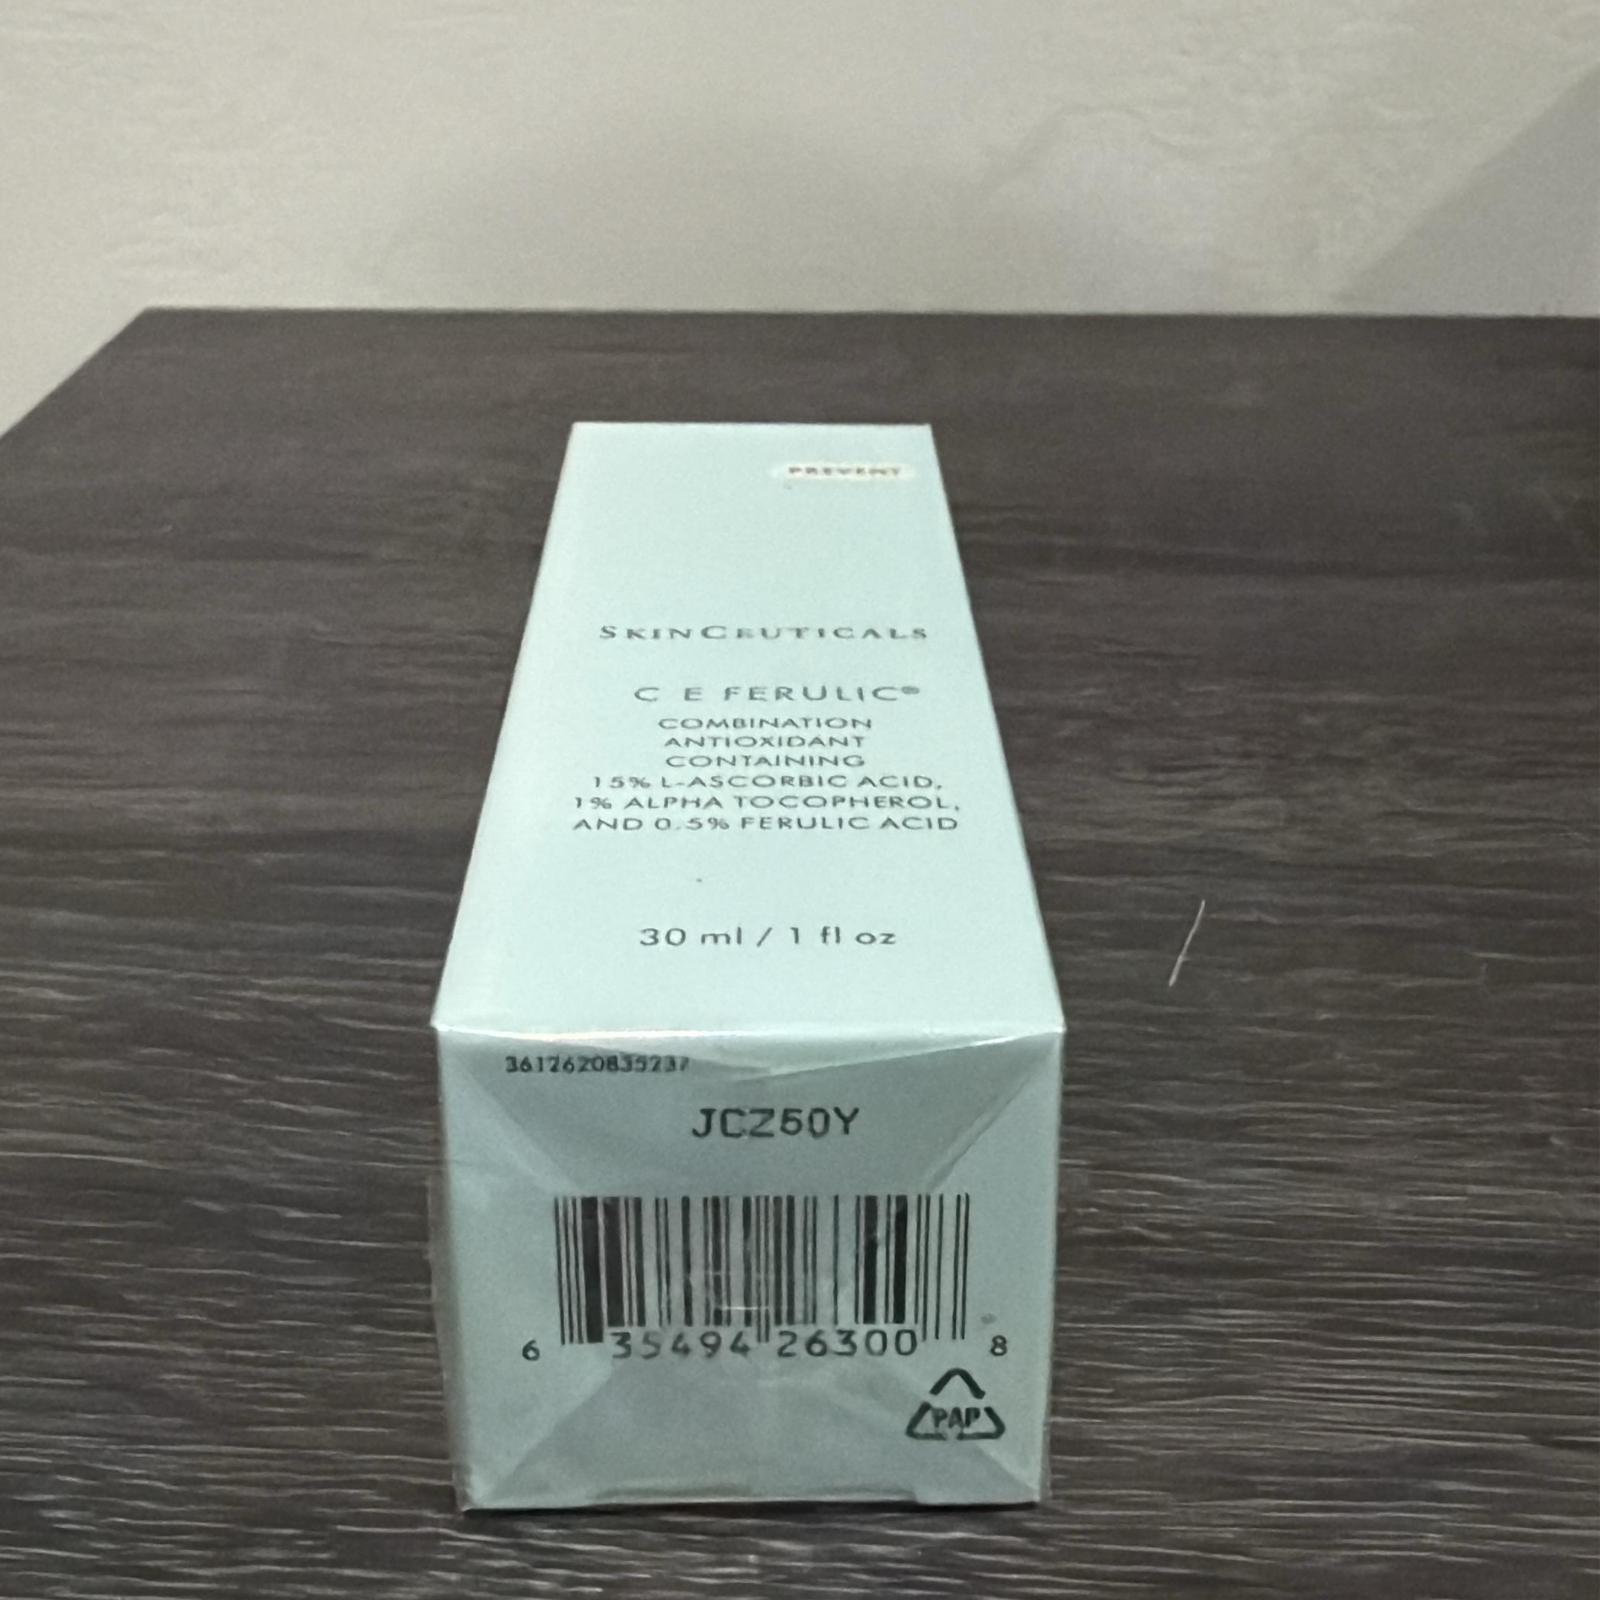 PREVENT
SKINCEUTICALS
C E FERULIC®
COMBINATION
ANTIOXIDANT
CONTAINING
15% L-ASCORBIC ACID,
1% ALPHA TOCOPHEROL,
AND 0.5% FERULIC ACID
30 ml / 1 fl oz
3612620835237
JCZ50Y
6 35494 26300 8
PAP